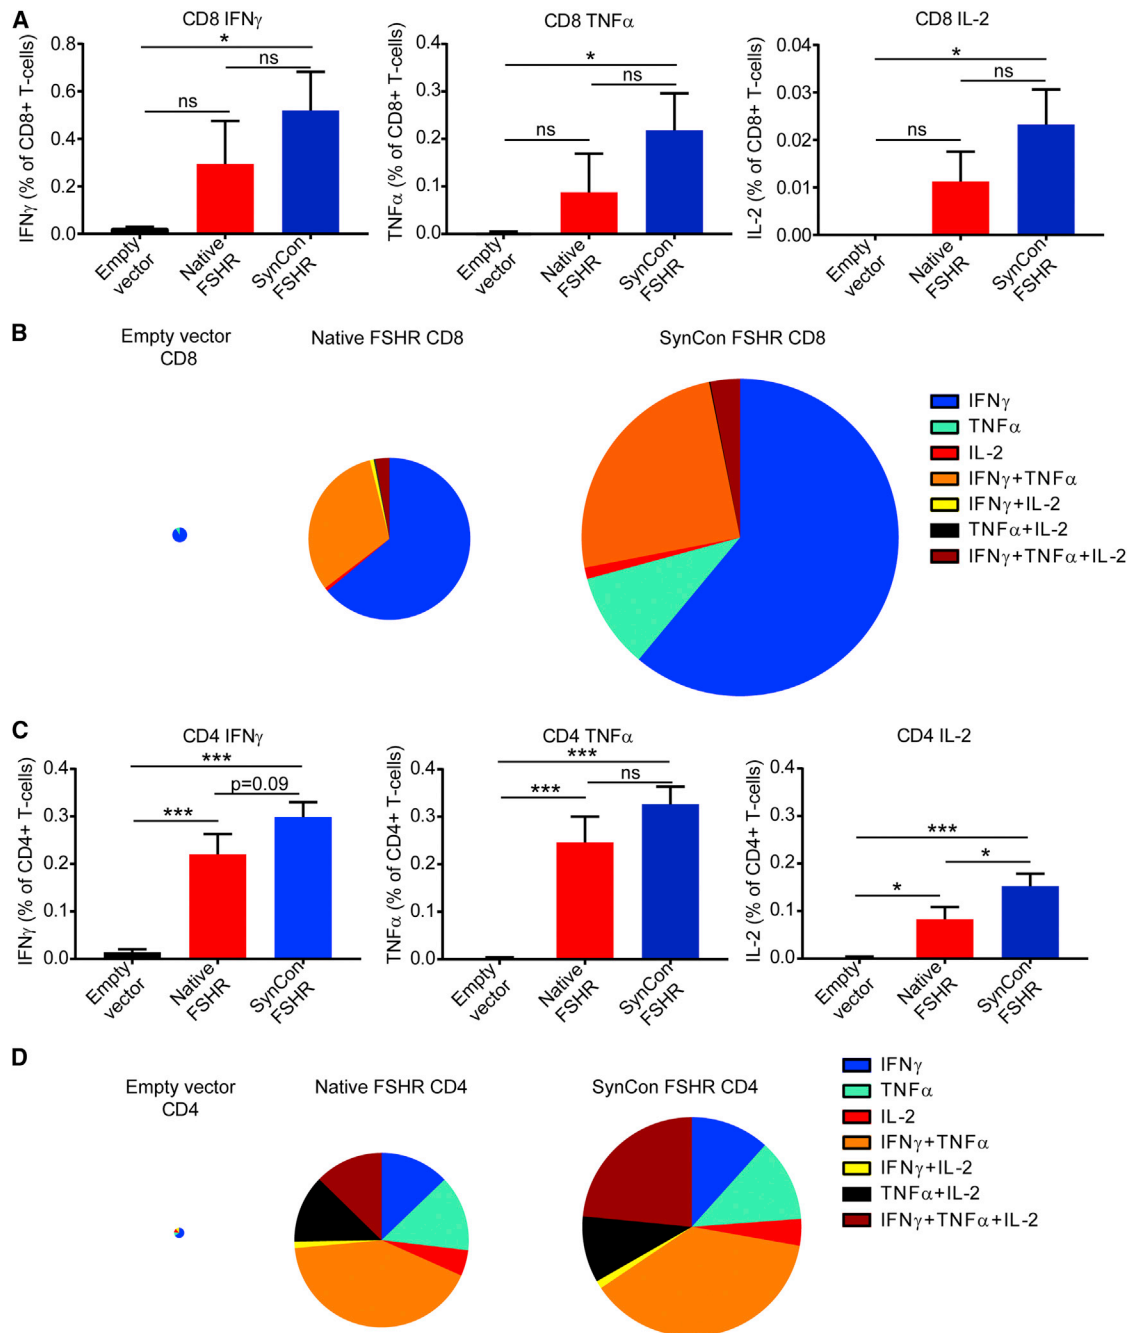 A
CD8 IFNγ
IFNγ (% of CD8+ T-cells)
0.8
0.6
0.4
0.2
0.0
*
ns
ns
Empty vector
Native FSHR
SynCon FSHR
CD8 TNFα
TNFα (% of CD8+ T-cells)
0.4
0.3
0.2
0.1
0.0
*
ns
ns
Empty vector
Native FSHR
SynCon FSHR
CD8 IL-2
IL-2 (% of CD8+ T-cells)
0.04
0.03
0.02
0.01
0.00
*
ns
ns
Empty vector
Native FSHR
SynCon FSHR
B
Empty vector
CD8
Native FSHR CD8
SynCon FSHR CD8
IFNγ
TNFα
IL-2
IFNγ+TNFα
IFNγ+IL-2
TNFα+IL-2
IFNγ+TNFα+IL-2
C
CD4 IFNγ
IFNγ (% of CD4+ T-cells)
0.4
0.3
0.2
0.1
0.0
***
p=0.09
***
Empty vector
Native FSHR
SynCon FSHR
CD4 TNFα
TNFα (% of CD4+ T-cells)
0.4
0.3
0.2
0.1
0.0
***
ns
***
Empty vector
Native FSHR
SynCon FSHR
CD4 IL-2
IL-2 (% of CD4+ T-cells)
0.4
0.3
0.2
0.1
0.0
***
*
*
Empty vector
Native FSHR
SynCon FSHR
D
Empty vector
CD4
Native FSHR CD4
SynCon FSHR CD4
IFNγ
TNFα
IL-2
IFNγ+TNFα
IFNγ+IL-2
TNFα+IL-2
IFNγ+TNFα+IL-2